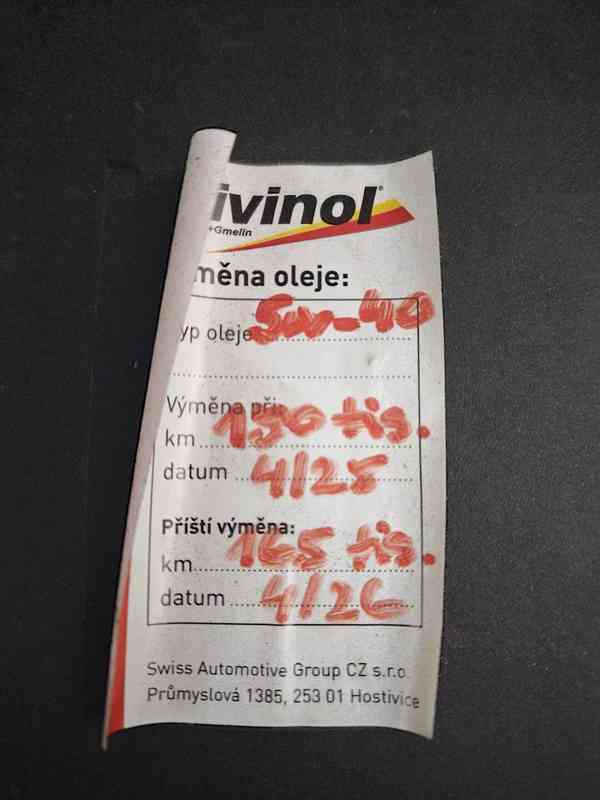 ivinol®
+Gmelin
měna oleje:
yp oleje 5w-40
Výměna při:
km 150 tis.
datum 4/25
Příští výměna:
km 165 tis.
datum 4/26
Swiss Automotive Group CZ s.r.o.
Průmyslová 1385, 253 01 Hostivice